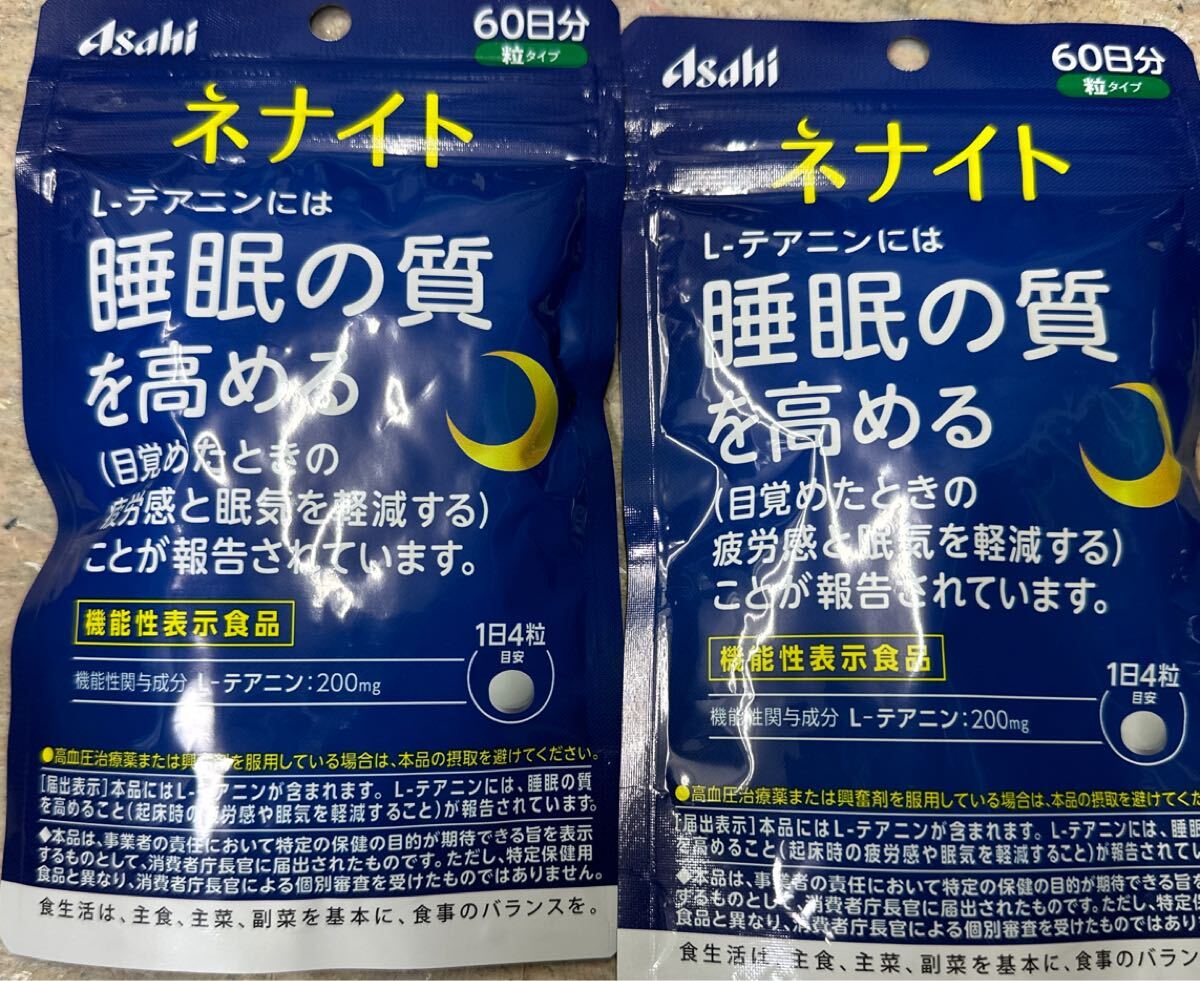 Asahi
60日分
粒タイプ
ネナイト
L-テアニンには
睡眠の質
を高める
(目覚めたときの
疲労感と眠気を軽減する)
ことが報告されています。
機能性表示食品
1日4粒
目安
機能性関与成分 L-テアニン:200mg
●高血圧治療薬または興奮剤を服用している場合は、本品の摂取を避けてください。
[届出表示]本品にはL-テアニンが含まれます。L-テアニンには、睡眠の質
を高めること(起床時の疲労感や眠気を軽減すること)が報告されています。
◆本品は、事業者の責任において特定の保健の目的が期待できる旨を表示
するものとして、消費者庁長官に届出されたものです。ただし、特定保健用
食品と異なり、消費者庁長官による個別審査を受けたものではありません。
食生活は、主食、主菜、副菜を基本に、食事のバランスを。
Asahi
60日分
粒タイプ
ネナイト
L-テアニンには
睡眠の質
を高める
(目覚めたときの
疲労感と眠気を軽減する)
ことが報告されています。
機能性表示食品
1日4粒
目安
機能性関与成分 L-テアニン:200mg
●高血圧治療薬または興奮剤を服用している場合は、本品の摂取を避けてくだ
[届出表示]本品にはL-テアニンが含まれます。L-テアニンには、睡眠
を高めること(起床時の疲労感や眠気を軽減すること)が報告されてい
◆本品は、事業者の責任において特定の保健の目的が期待できる旨を
するものとして、消費者庁長官に届出されたものです。ただし、特定保
食品と異なり、消費者庁長官による個別審査を受けたものではあり
食生活は、主食、主菜、副菜を基本に、食事のバラン